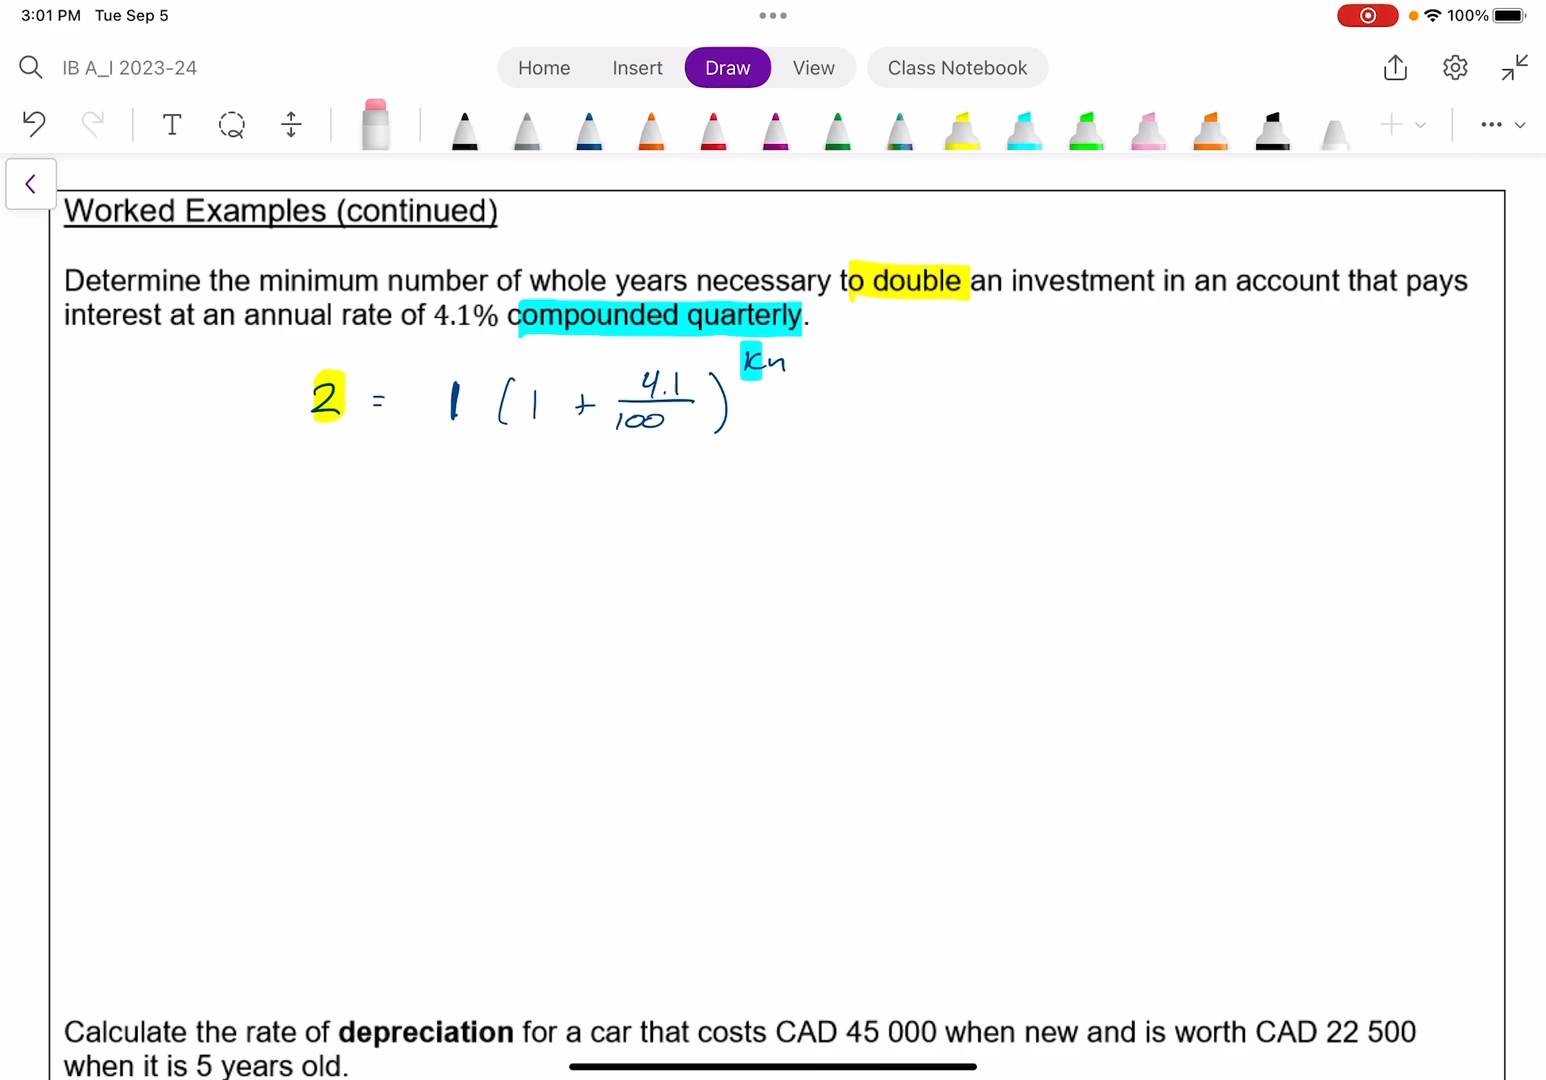 3:01 PM Tue Sep 5
100%
IB A_I 2023-24
Home Insert Draw View Class Notebook
T
Worked Examples (continued)
Determine the minimum number of whole years necessary to double an investment in an account that pays
interest at an annual rate of 4.1% compounded quarterly.
2 = 1 ( 1 + 4.1/100 )^kn
Calculate the rate of depreciation for a car that costs CAD 45 000 when new and is worth CAD 22 500
when it is 5 years old.